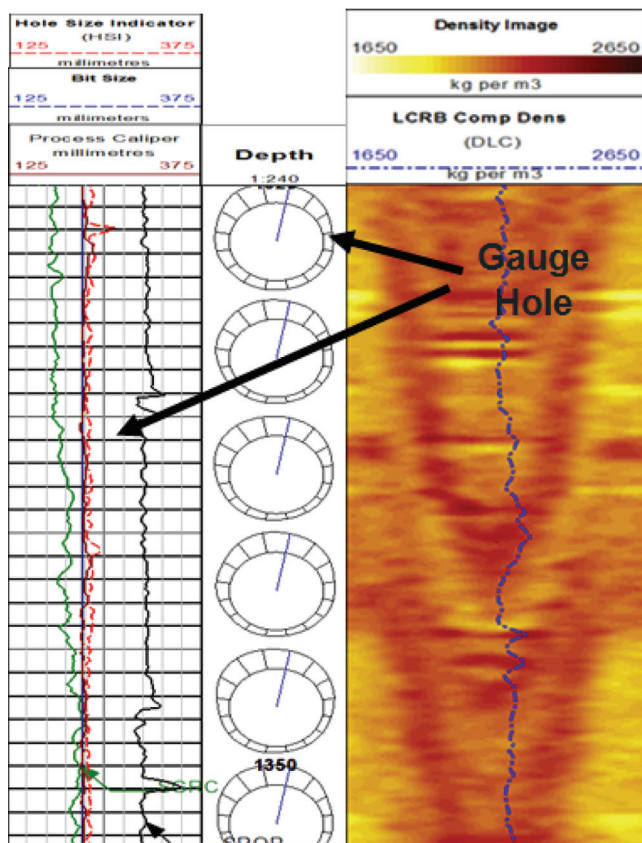 Hole Size Indicator
(HSI)
125 375
millimetres
Bit Size
125 375
millimeters
Process Caliper
millimetres
125 375
Depth
1:240
Density Image
1650 2650
kg per m3
LCRB Comp Dens
(DLC)
1650 2650
kg per m3
Gauge
Hole
1350